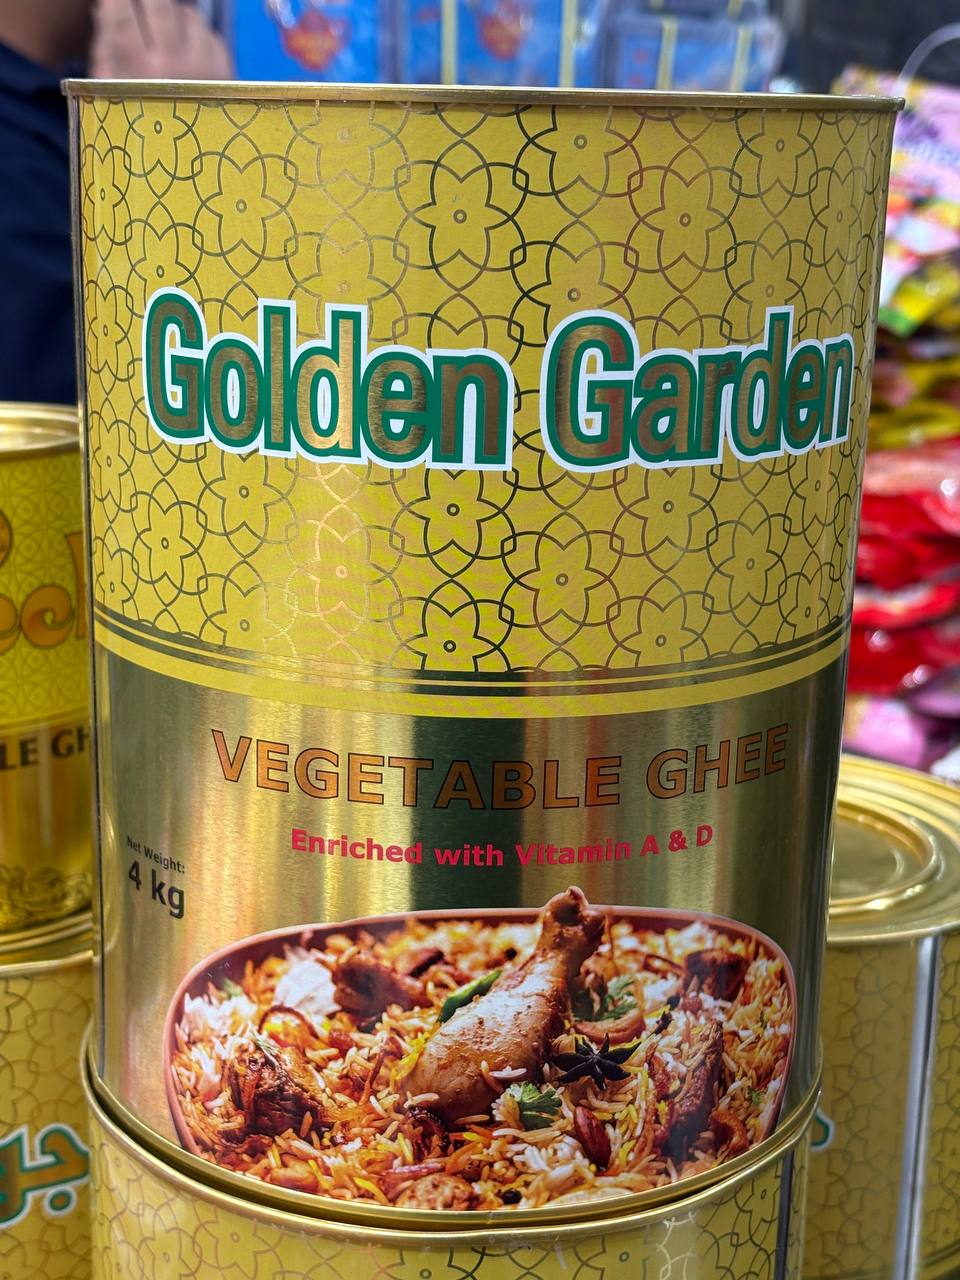 Golden Garden
VEGETABLE GHEE
Enriched with Vitamin A & D
Net Weight:
4 kg